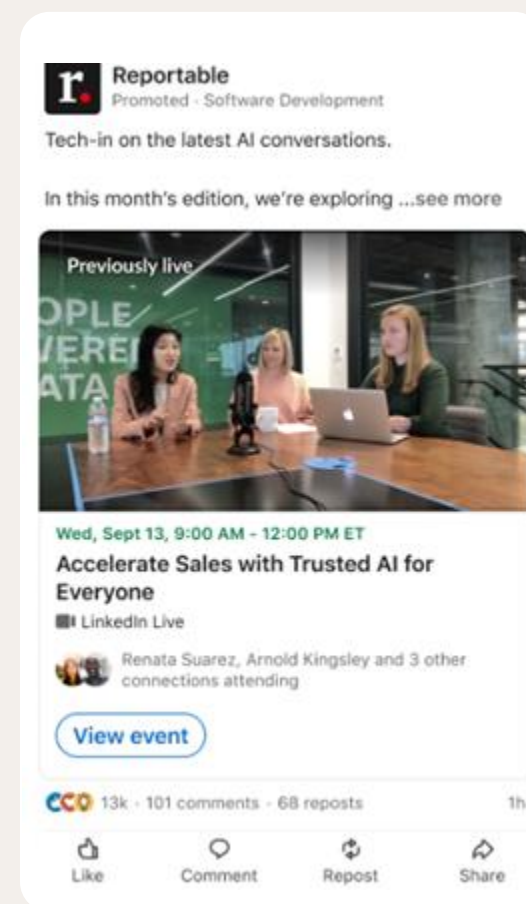 r.
Reportable
Promoted · Software Development
Tech-in on the latest AI conversations.
In this month's edition, we're exploring ...see more
Previously live
OPLE
WERE
ATA
Wed, Sept 13, 9:00 AM - 12:00 PM ET
Accelerate Sales with Trusted AI for
Everyone
LinkedIn Live
Renata Suarez, Arnold Kingsley and 3 other
connections attending
View event
13k · 101 comments · 68 reposts
1h
Like
Comment
Repost
Share